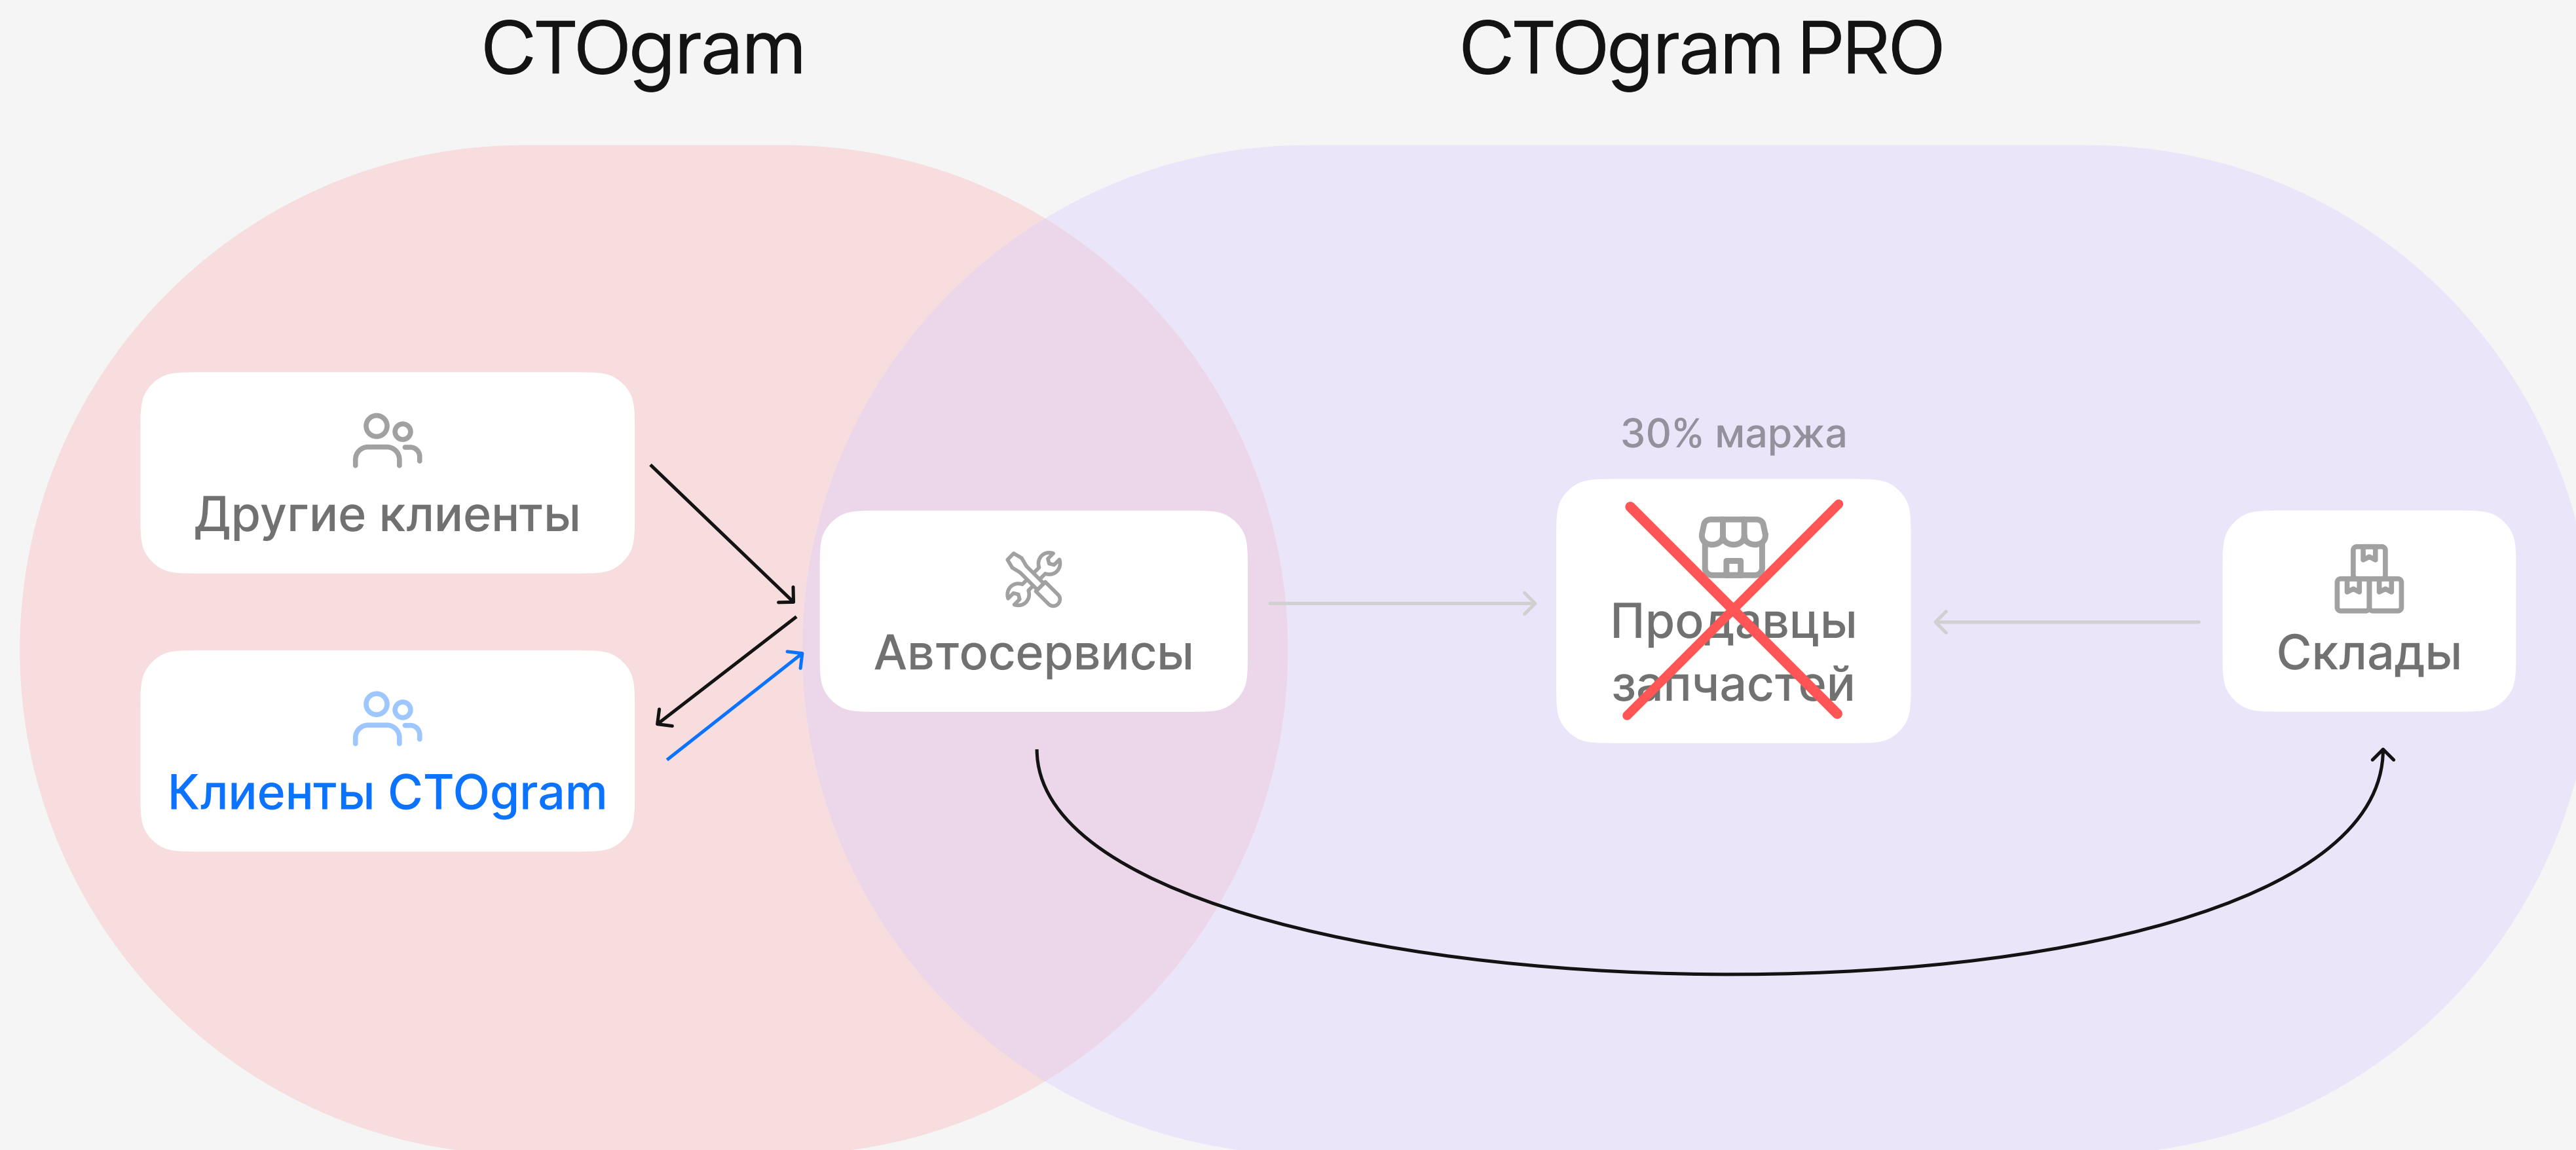 CTOgram
CTOgram PRO
Другие клиенты
Клиенты CTOgram
Автосервисы
30% маржа
Продавцы
запчастей
Склады